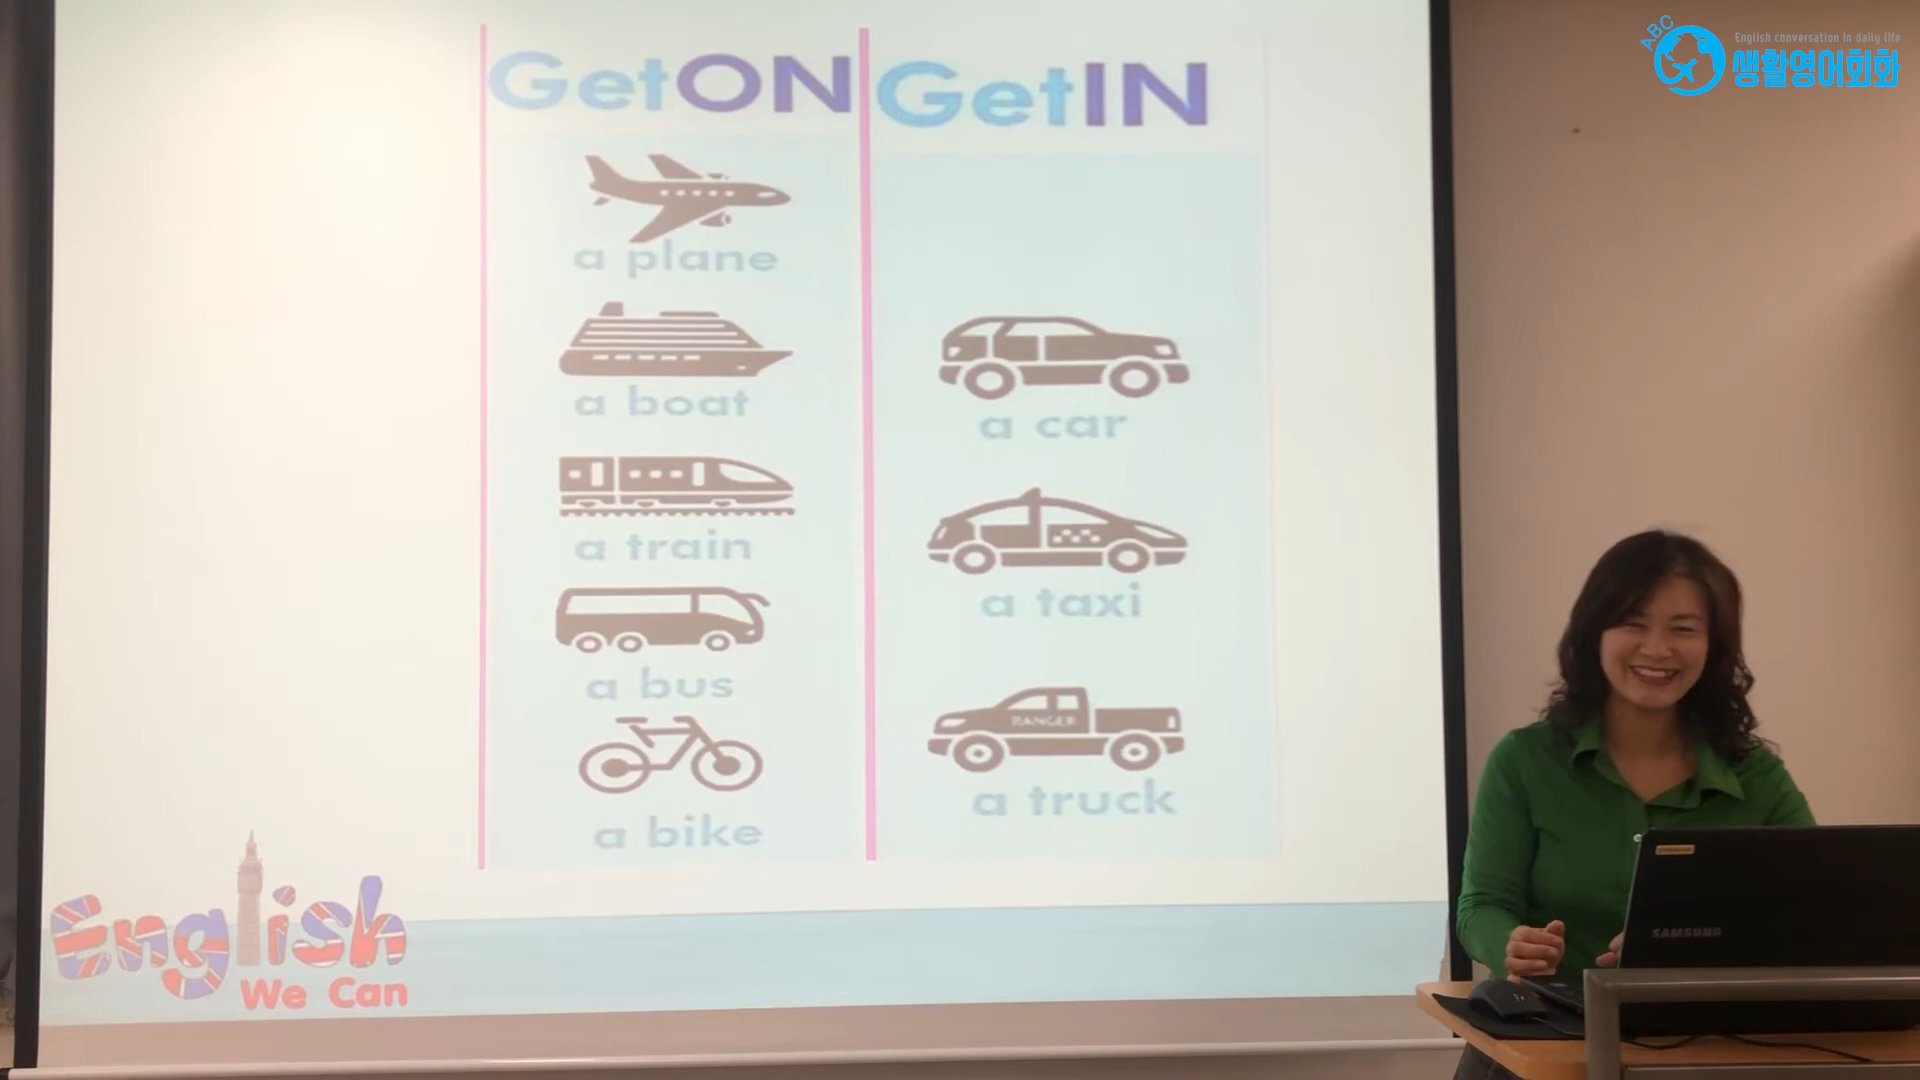 GetON
GetIN
a plane
a boat
a train
a bus
a bike
a car
a taxi
RANGER
a truck
English
We Can
ABC
English conversation in daily life
생활영어회화
SAMSUNG